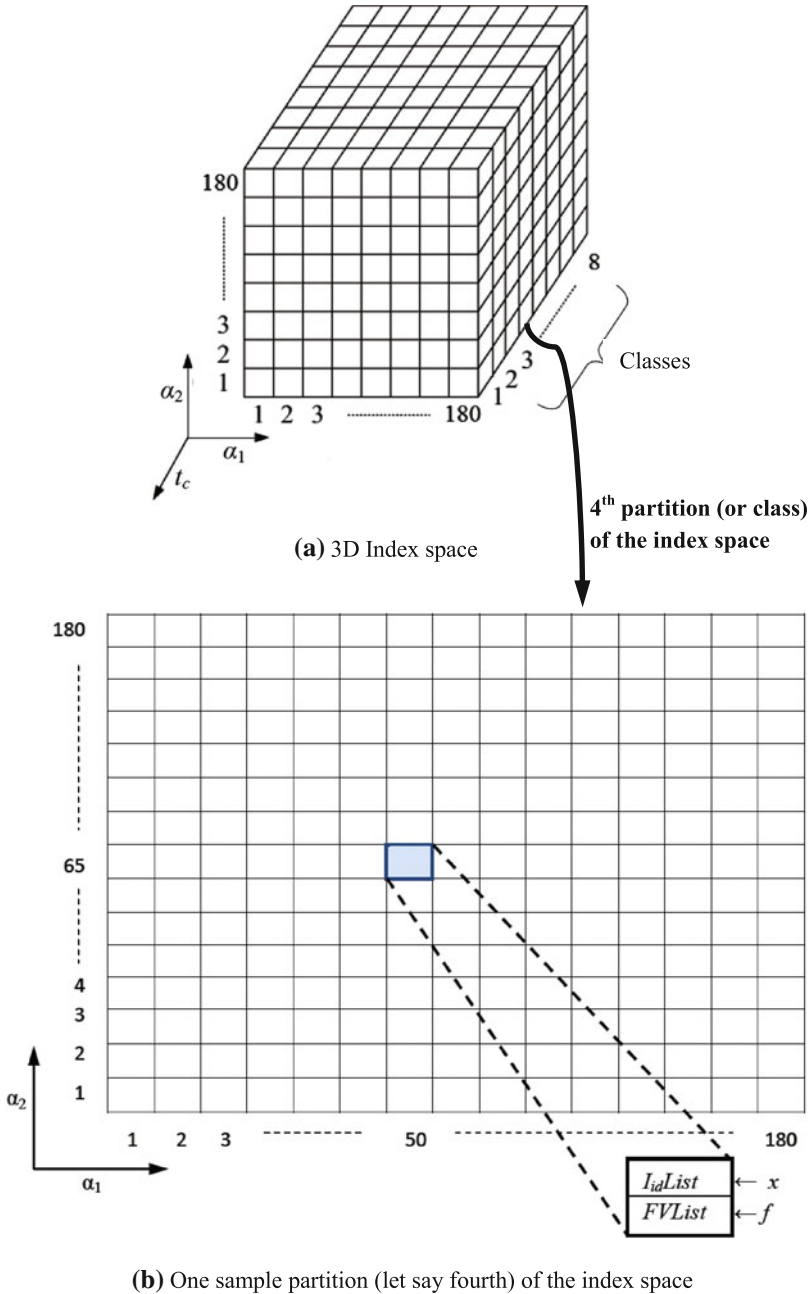 180
3
2
1
α2
α1
tc
1 2 3 180
1
2
3
8
Classes
4th partition (or class)
of the index space
(a) 3D Index space
180
65
4
3
2
1
α2
α1
1 2 3 50 180
IidList ← x
FVList ← f
(b) One sample partition (let say fourth) of the index space